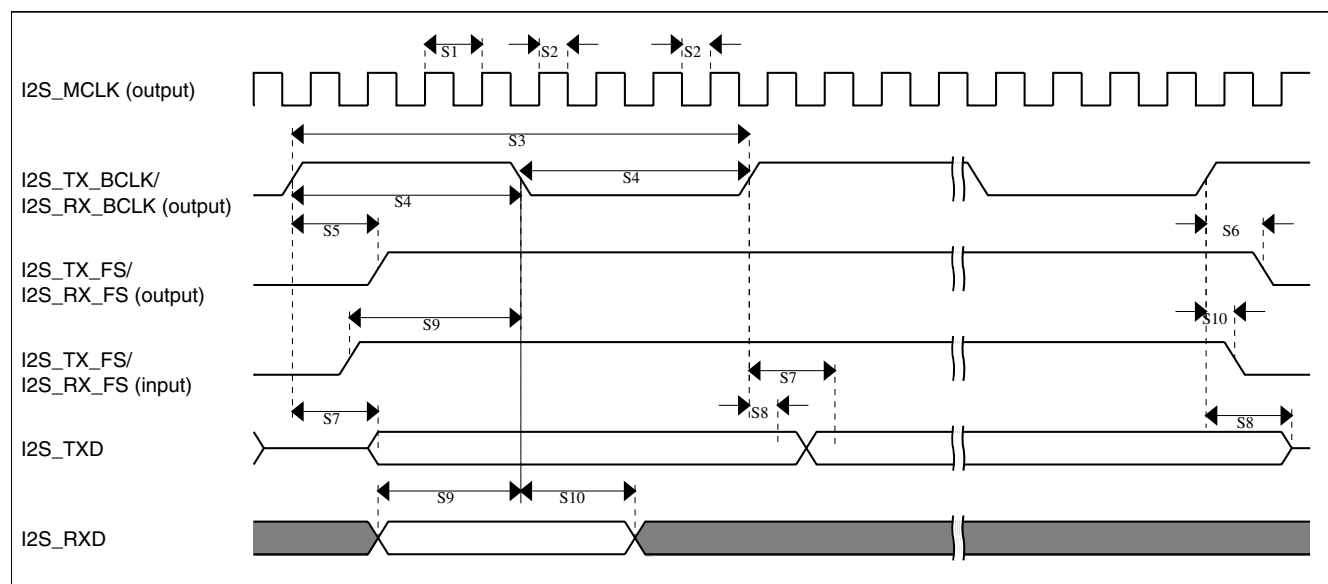 S1
S2
S2
I2S_MCLK (output)
S3
I2S_TX_BCLK/
I2S_RX_BCLK (output)
S4
S4
S5
S6
I2S_TX_FS/
I2S_RX_FS (output)
S9
S10
I2S_TX_FS/
I2S_RX_FS (input)
S7
S7
S8
S8
I2S_TXD
S9
S10
I2S_RXD